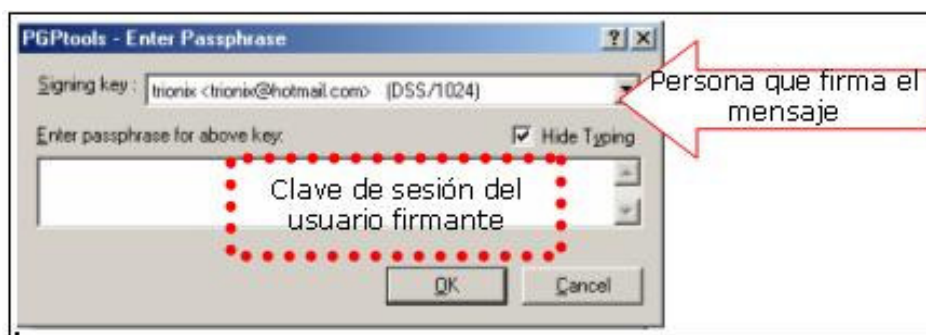 PGPtools - Enter Passphrase
Signing key : trionix <trionix@hotmail.com> (DSS/1024)
Persona que firma el
mensaje
Enter passphrase for above key:
Hide Typing
Clave de sesión del
usuario firmante
OK
Cancel